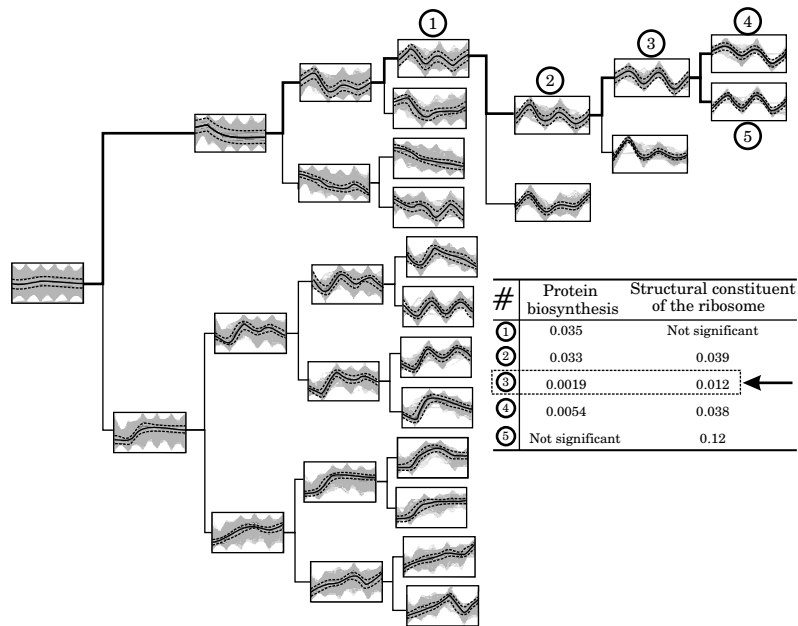 1
3
4
2
5
# Protein biosynthesis Structural constituent of the ribosome
1 0.035 Not significant
2 0.033 0.039
3 0.0019 0.012
4 0.0054 0.038
5 Not significant 0.12